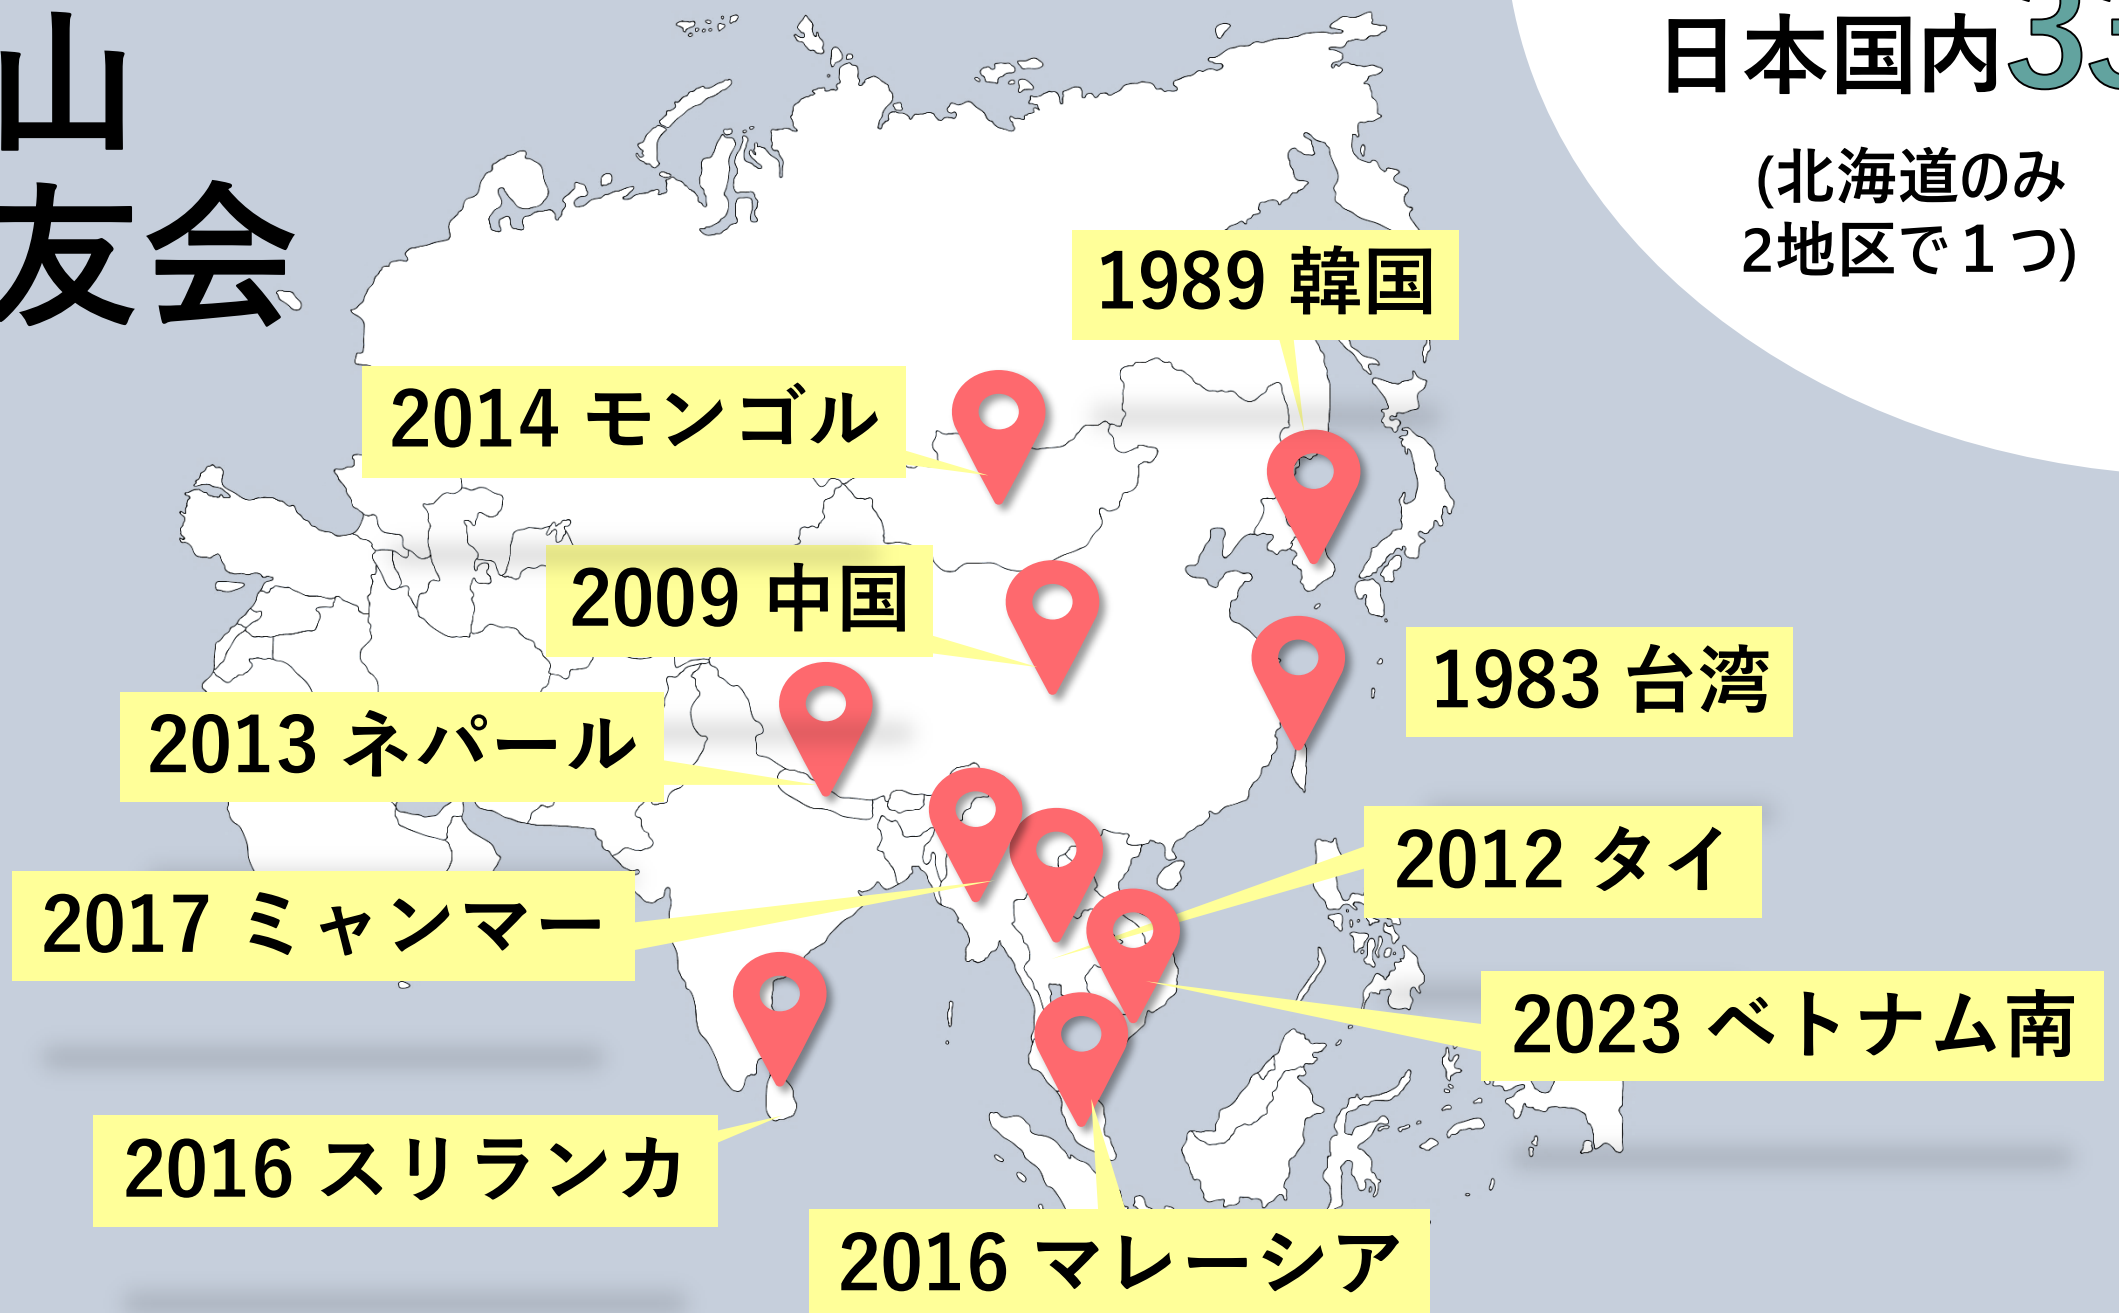 山
友会
日本国内33
(北海道のみ
2地区で1つ)
1989 韓国
2014 モンゴル
2009 中国
1983 台湾
2013 ネパール
2012 タイ
2017 ミャンマー
2023 ベトナム南
2016 スリランカ
2016 マレーシア